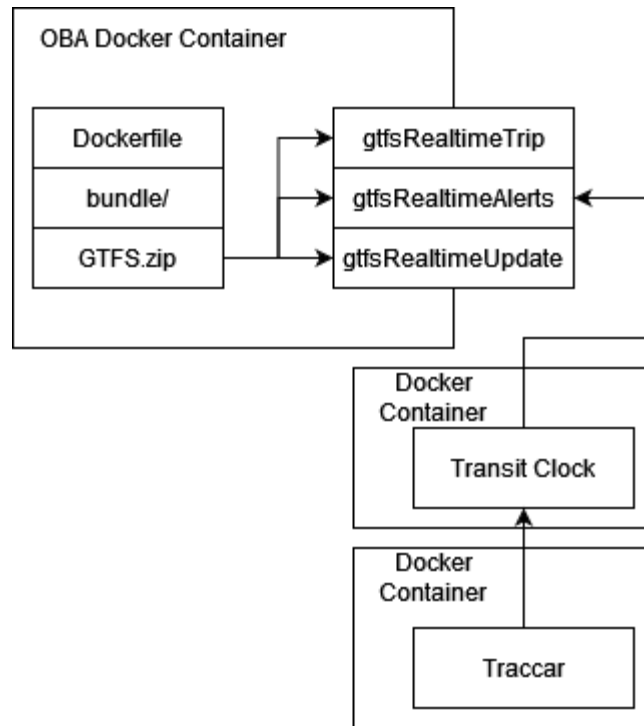 OBA Docker Container
Dockerfile
bundle/
GTFS.zip
gtfsRealtimeTrip
gtfsRealtimeAlerts
gtfsRealtimeUpdate
Docker
Container
Transit Clock
Docker
Container
Traccar